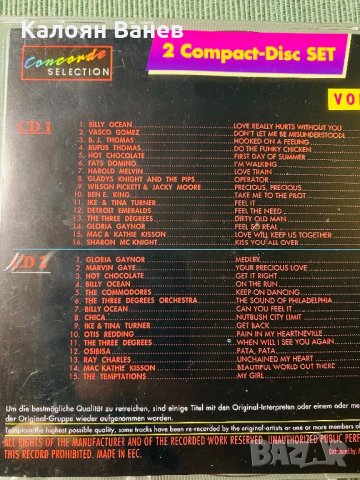 Калоян Ванев
Concorde
SELECTION
2 Compact-Disc SET
VO
CD 1
1. BILLY OCEAN LOVE REALLY HURTS WITHOUT YOU
2. VASCO GOMEZ DON'T LET ME BE MISUNDERSTOOD
3. B. J. THOMAS HOOKED ON A FEELING
4. RUFUS THOMAS DO THE FUNKY CHICKEN
5. HOT CHOCOLATE FIRST DAY OF SUMMER
6. FATS DOMINO I'M WALKING
7. HAROLD MELVIN LOVE TRAIN
8. GLADYS KNIGHT AND THE PIPS OPERATOR
9. WILSON PICKETT & JACKY MOORE PRECIOUS, PRECIOUS
10. BEN E. KING TAKE ME TO THE PILOT
11. IKE & TINA TURNER FEEL IT
12. DETROIT EMERALDS FEEL THE NEED
13. THE THREE DEGREES DIRTY OLD MAN
14. GLORIA GAYNOR FEEL SO REAL
15. MAC & KATHIE KISSON LOVE WILL KEEP US TOGETHER
16. SHARON MC KNIGHT KISS YOU ALL OVER
CD 2
1. GLORIA GAYNOR MEDLEY
2. MARVIN GAYE YOUR PRECIOUS LOVE
3. HOT CHOCOLATE GET IT RIGHT
4. BILLY OCEAN ON THE RUN
5. THE COMMODORES KEEP ON DANCING
6. THE THREE DEGREES ORCHESTRA THE SOUND OF PHILADELPHIA
7. BILLY OCEAN CAN YOU FEEL IT
8. CHICA NUTBUSH CITY LIMIT
9. IKE & TINA TURNER GET BACK
10. OTIS REDDING PAIN IN MY HEARTNEVILLE
11. THE THREE DEGREES WHEN WILL I SEE YOU AGAIN
12. OSIBISA PATA, PATA
13. RAY CHARLES UNCHAINED MY HEART
14. MAC KATHIE KISSON BEAUTIFUL WORLD OUT THERE
15. THE TEMPTATIONS MY GIRL
Um die bestmögliche Qualität zu erreichen, sind einige Titel mit den Original-Interpreten oder einem oder me
der Original-Gruppe wieder aufgenommen worden.
To obtain the highest possible quality, some tracks have been re-recorded by the original-artists or one or more
ALL RIGHTS OF THE MANUFACTURER AND OF THE RECORDED WORK RESERVED. UNAUTHORIZED PUBLIC PERF
THIS RECORD PROHIBITED. MADE IN EEC.
Distributed by:
bazar